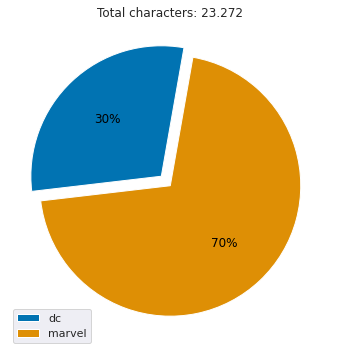 Total characters: 23.272
30%
70%
dc
marvel